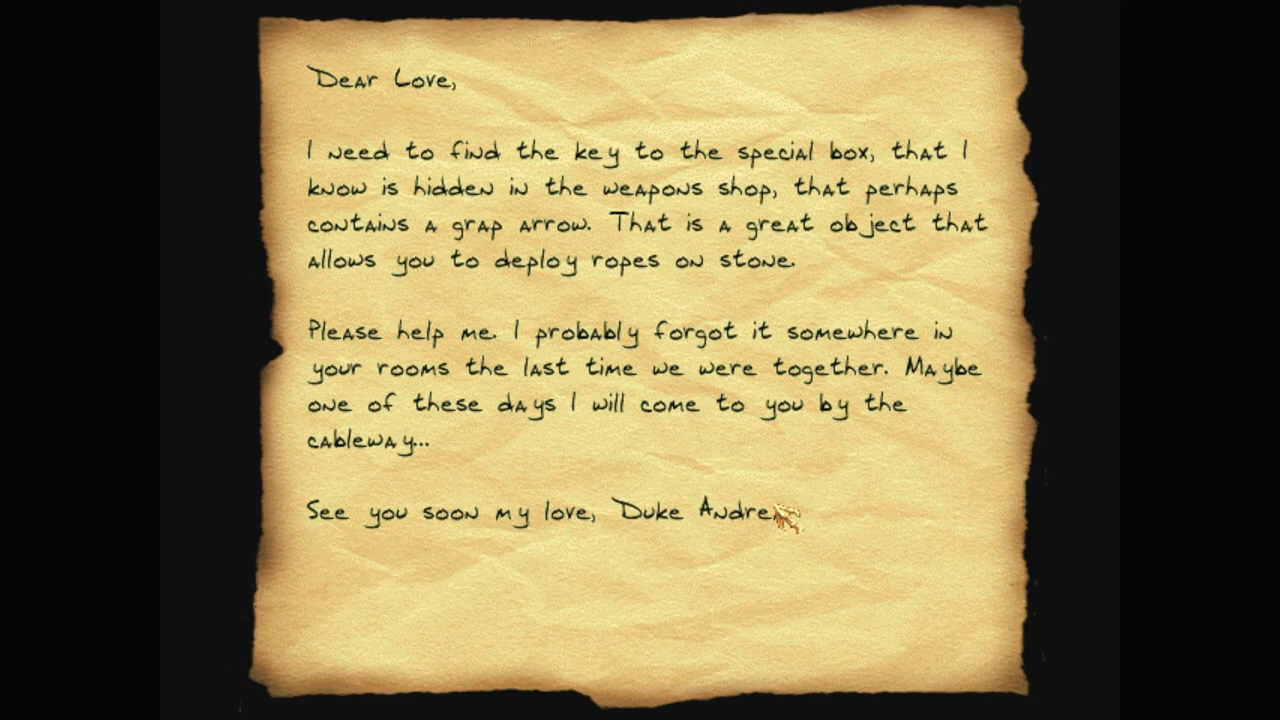 Dear Love,
I need to find the key to the special box, that I
know is hidden in the weapons shop, that perhaps
contains a grap arrow. That is a great object that
allows you to deploy ropes on stone.
Please help me. I probably forgot it somewhere in
your rooms the last time we were together. Maybe
one of these days I will come to you by the
cableway...
See you soon my love, Duke